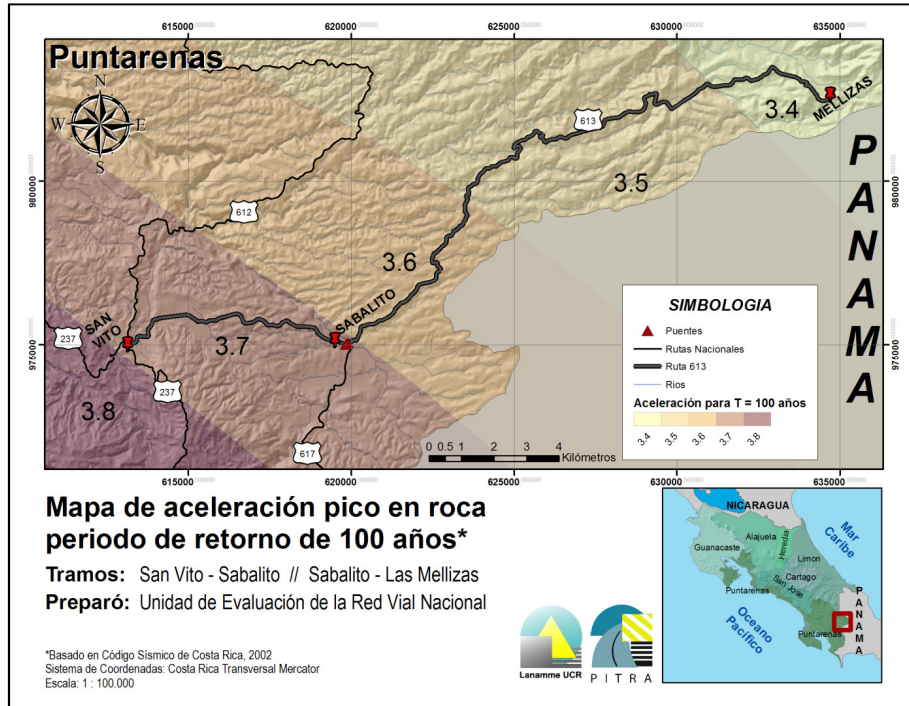 615000
620000
625000
630000
635000
Puntarenas
N
W
E
S
980000
975000
980000
975000
612
613
237
237
617
SAN VITO
SABALITO
MELLIZAS
3.4
3.5
3.6
3.7
3.8
PANAMA
SIMBOLOGIA
Puentes
Rutas Nacionales
Ruta 613
Rios
Aceleración para T = 100 años
3.4
3.5
3.6
3.7
3.8
0 0.5 1 2 3 4
Kilómetros
615000
620000
625000
630000
635000
Mapa de aceleración pico en roca
periodo de retorno de 100 años*
Tramos: San Vito - Sabalito // Sabalito - Las Mellizas
Preparó: Unidad de Evaluación de la Red Vial Nacional
*Basado en Código Sísmico de Costa Rica, 2002
Sistema de Coordenadas: Costa Rica Transversal Mercator
Escala: 1 : 100.000
Lanamme UCR
PITRA
NICARAGUA
Mar
Caribe
Guanacaste
Alajuela
Heredia
Limon
Cartago
San Jose
Puntarenas
Puntarenas
Oceano
Pacífico
PANAMA